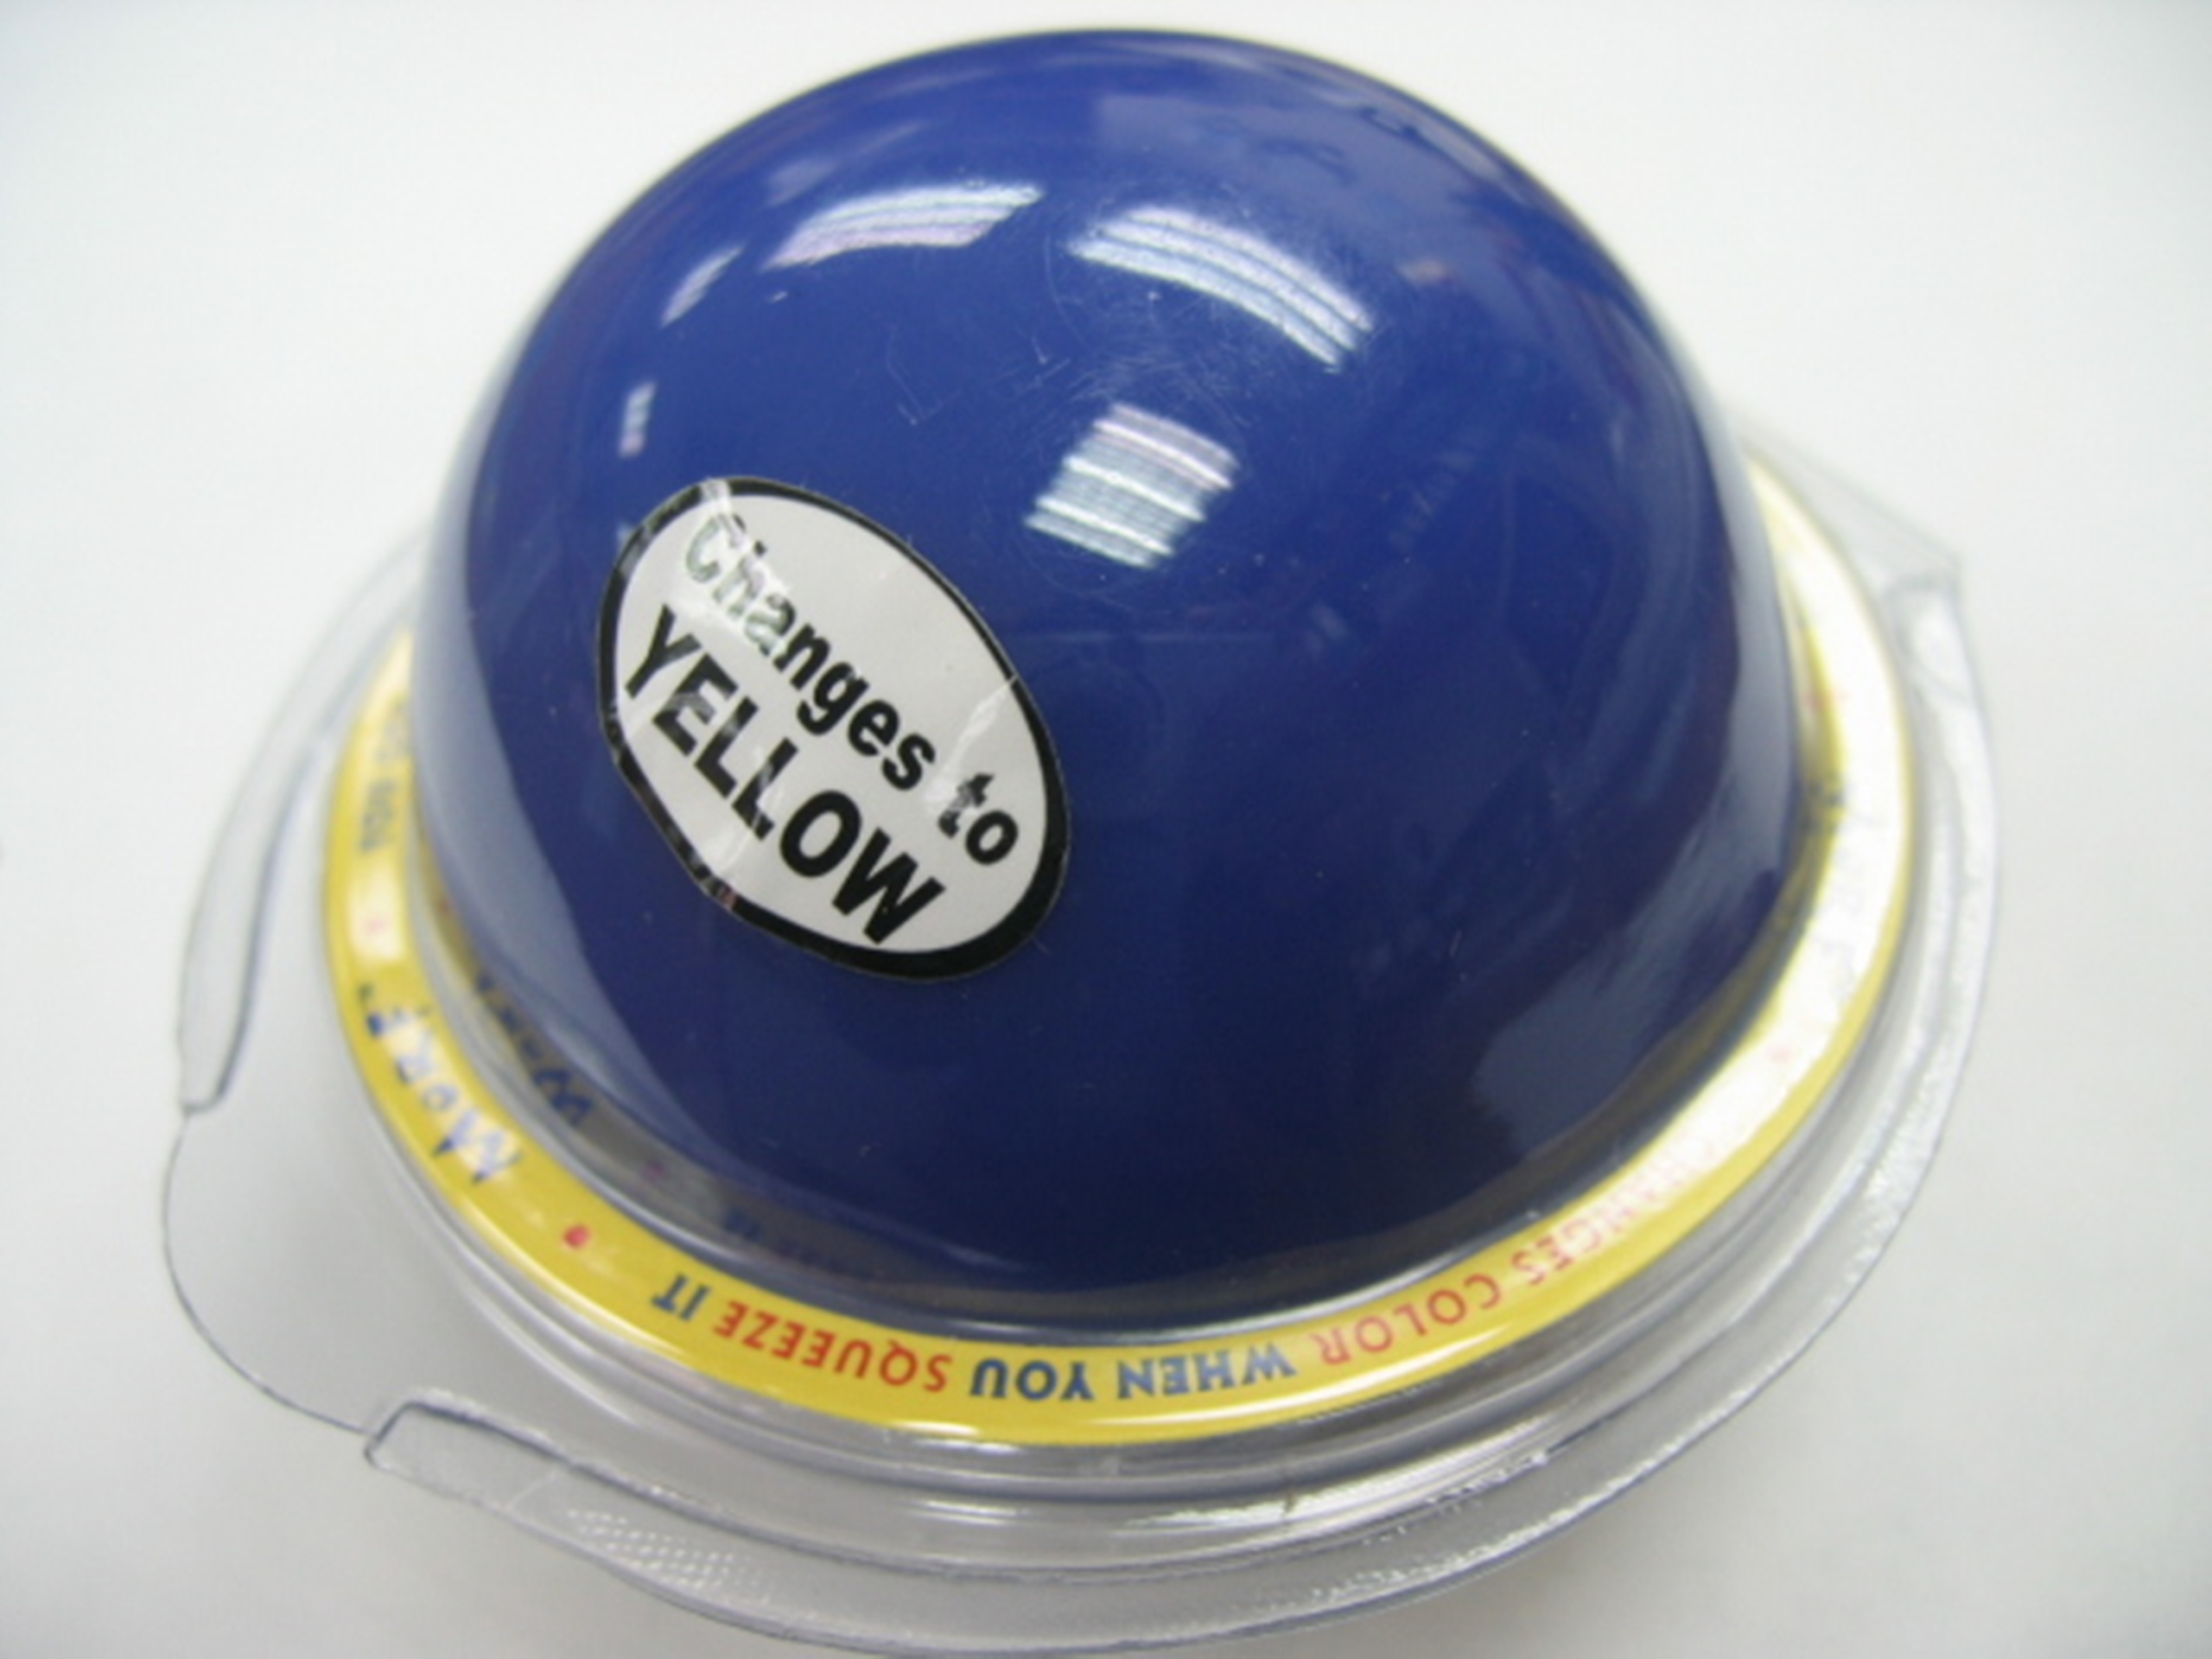 Changes to
YELLOW
CHANGES COLOR WHEN YOU SQUEEZE IT